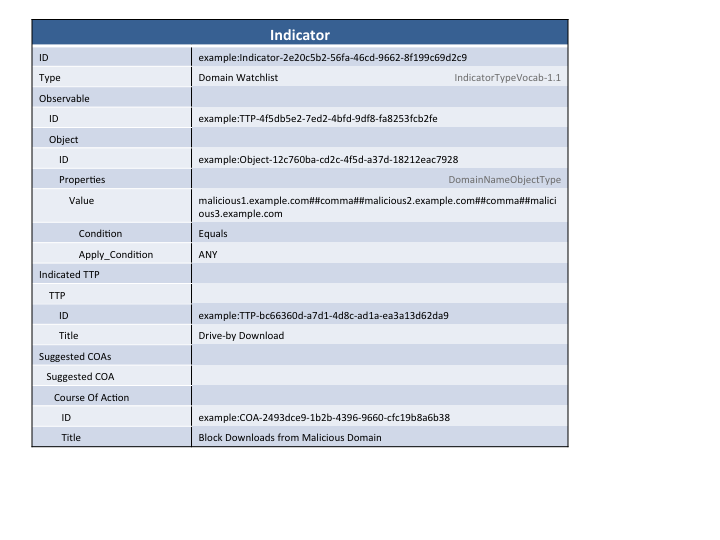 Indicator
ID example:Indicator-2e20c5b2-56fa-46cd-9662-8f199c69d2c9
Type Domain Watchlist IndicatorTypeVocab-1.1
Observable
ID example:TTP-4f5db5e2-7ed2-4bfd-9df8-fa8253fcb2fe
Object
ID example:Object-12c760ba-cd2c-4f5d-a37d-18212eac7928
Properties DomainNameObjectType
Value malicious1.example.com##comma##malicious2.example.com##comma##malici
ous3.example.com
Condition Equals
Apply_Condition ANY
Indicated TTP
TTP
ID example:TTP-bc66360d-a7d1-4d8c-ad1a-ea3a13d62da9
Title Drive-by Download
Suggested COAs
Suggested COA
Course Of Action
ID example:COA-2493dce9-1b2b-4396-9660-cfc19b8a6b38
Title Block Downloads from Malicious Domain